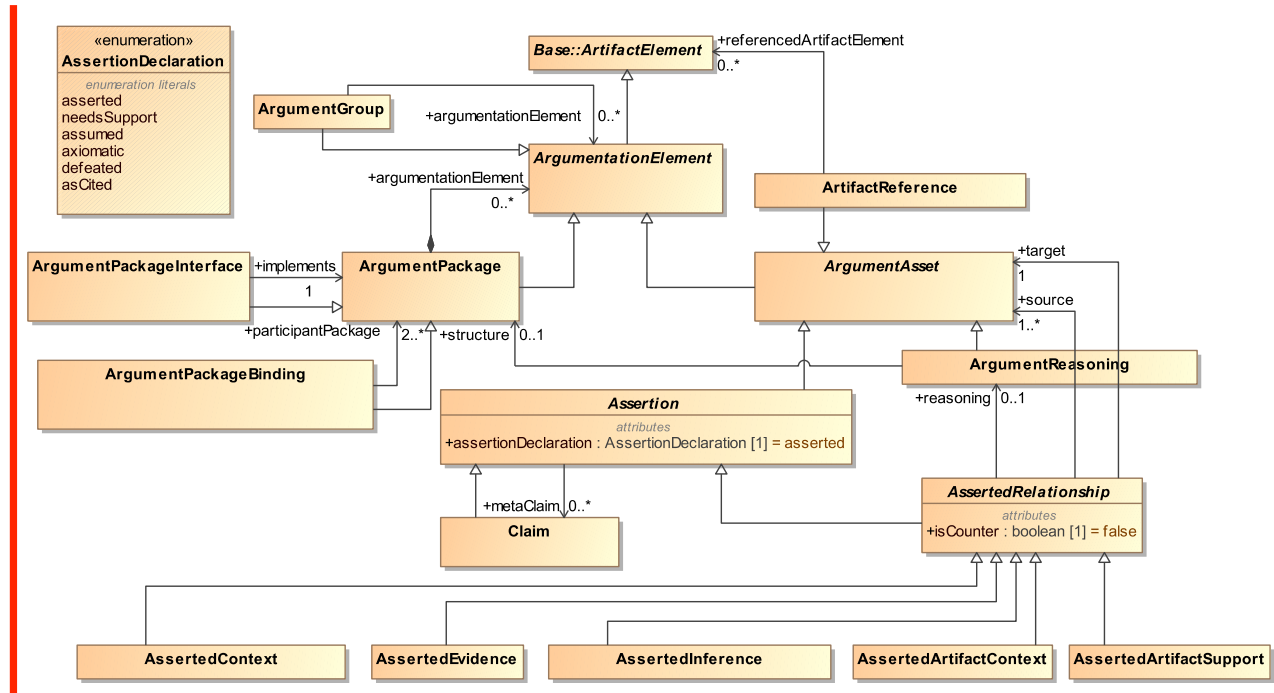 «enumeration»
AssertionDeclaration
enumeration literals
asserted
needsSupport
assumed
axiomatic
defeated
asCited
Base::ArtifactElement
+referencedArtifactElement
0..*
ArgumentGroup
+argumentationElement
0..*
ArgumentationElement
+argumentationElement
0..*
ArtifactReference
ArgumentPackageInterface
+implements
1
ArgumentPackage
ArgumentAsset
+target
1
+source
1..*
+participantPackage
2..*
+structure
0..1
ArgumentPackageBinding
ArgumentReasoning
+reasoning
0..1
Assertion
attributes
+assertionDeclaration : AssertionDeclaration [1] = asserted
+metaClaim
0..*
Claim
AssertedRelationship
attributes
+isCounter : boolean [1] = false
AssertedContext
AssertedEvidence
AssertedInference
AssertedArtifactContext
AssertedArtifactSupport